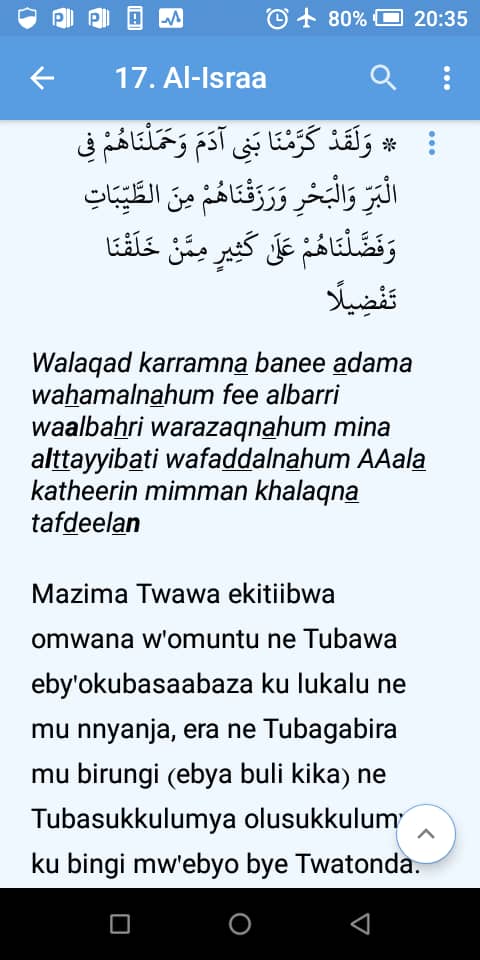 80% 20:35
17. Al-Israa
* وَلَقَدْ كَرَّمْنَا بَنِي آدَمَ وَحَمَلْنَاهُمْ فِي
الْبَرِّ وَالْبَحْرِ وَرَزَقْنَاهُمْ مِنَ الطَّيِّبَاتِ
وَفَضَّلْنَاهُمْ عَلَىٰ كَثِيرٍ مِمَّنْ خَلَقْنَا
تَفْضِيلًا
Walaqad karramna banee adama
wahamalnahum fee albarri
waalbahri warazaqnahum mina
alttayyibati wafaddalnahum AAala
katheerin mimman khalaqna
tafdeelan
Mazima Twawa ekitiibwa
omwana w'omuntu ne Tubawa
eby'okubasaabaza ku lukalu ne
mu nnyanja, era ne Tubagabira
mu birungi (ebya buli kika) ne
Tubasukkulumya
ku bingi mw'ebyo bye Twatonda.